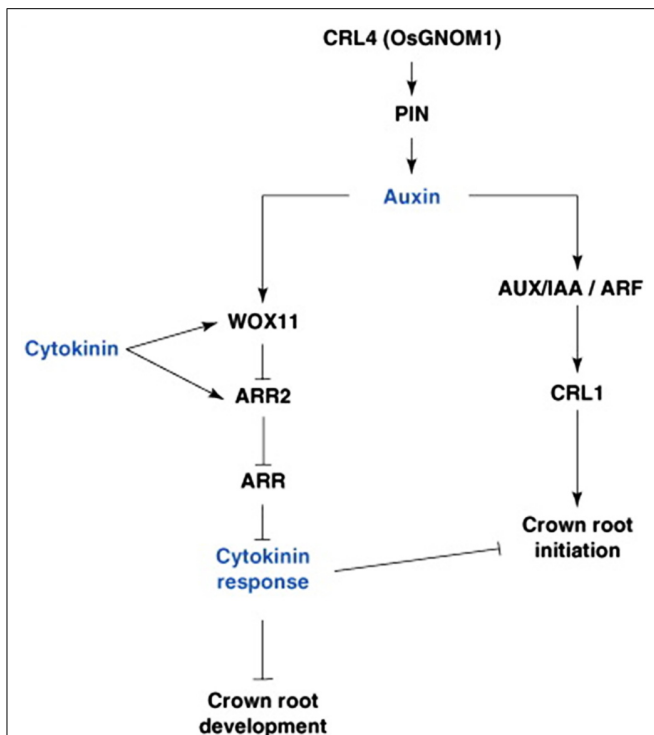 CRL4 (OsGNOM1)
PIN
Auxin
AUX/IAA / ARF
WOX11
Cytokinin
ARR2
CRL1
ARR
Crown root
initiation
Cytokinin
response
Crown root
development